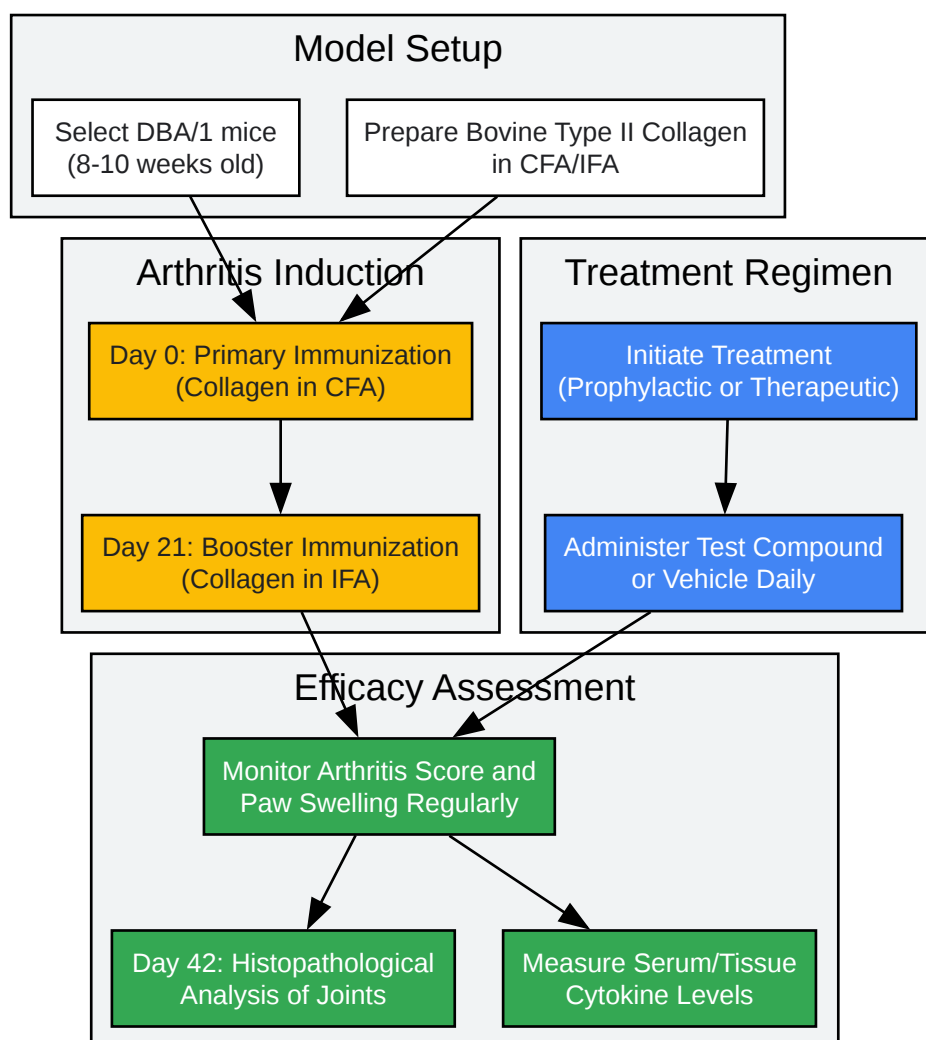 Model Setup
Select DBA/1 mice
(8-10 weeks old)
Prepare Bovine Type II Collagen
in CFA/IFA
Arthritis Induction
Day 0: Primary Immunization
(Collagen in CFA)
Day 21: Booster Immunization
(Collagen in IFA)
Treatment Regimen
Initiate Treatment
(Prophylactic or Therapeutic)
Administer Test Compound
or Vehicle Daily
Efficacy Assessment
Monitor Arthritis Score and
Paw Swelling Regularly
Day 42: Histopathological
Analysis of Joints
Measure Serum/Tissue
Cytokine Levels